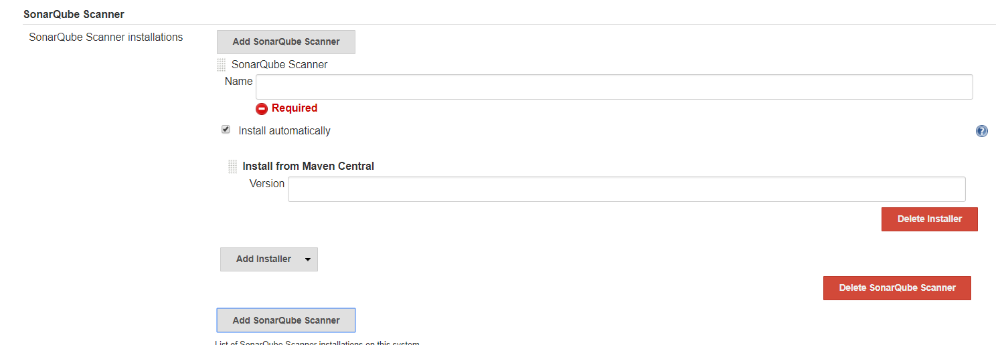 SonarQube Scanner
SonarQube Scanner installations
Add SonarQube Scanner
SonarQube Scanner
Name
Required
Install automatically
?
Install from Maven Central
Version
Delete Installer
Add Installer
Delete SonarQube Scanner
Add SonarQube Scanner
List of SonarQube Scanner installations on this system